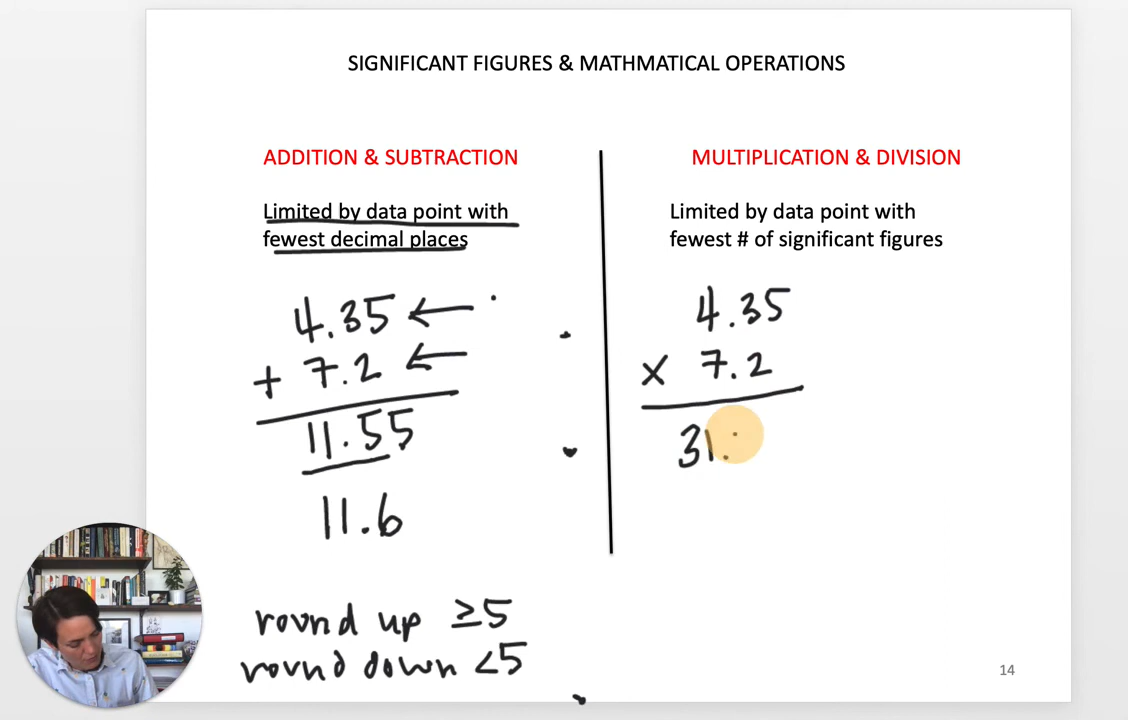 SIGNIFICANT FIGURES & MATHMATICAL OPERATIONS
ADDITION & SUBTRACTION
Limited by data point with
fewest decimal places
4.35 ←
+ 7.2 ←
11.55
11.6
round up ≥5
round down <5
MULTIPLICATION & DIVISION
Limited by data point with
fewest # of significant figures
4.35
x 7.2
31.
14